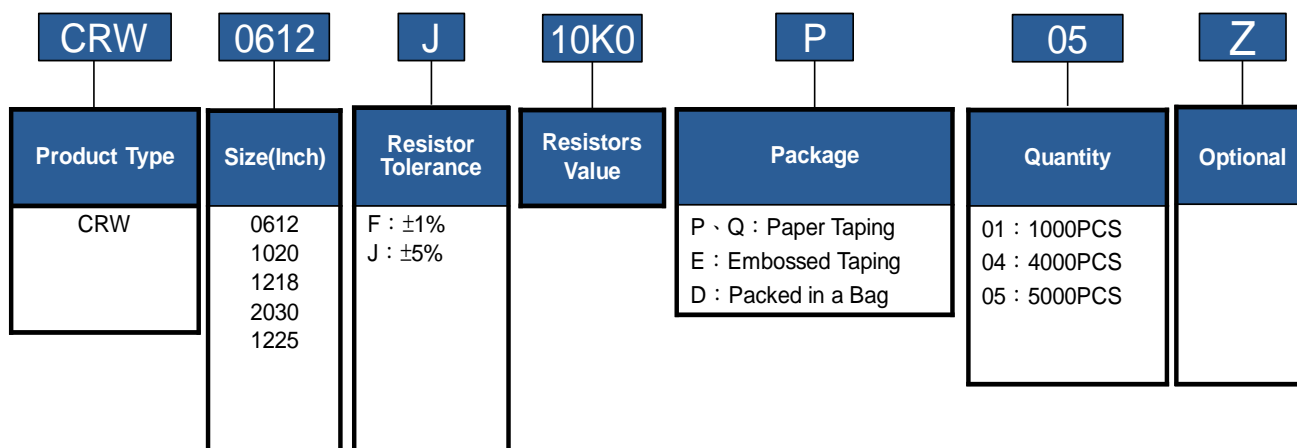 CRW 0612 J 10K0 P 05 Z
Product Type
Size(Inch)
Resistor
Tolerance
Resistors
Value
Package
Quantity
Optional
CRW
0612
1020
1218
2030
1225
F：±1%
J：±5%
P、Q：Paper Taping
E：Embossed Taping
D：Packed in a Bag
01：1000PCS
04：4000PCS
05：5000PCS